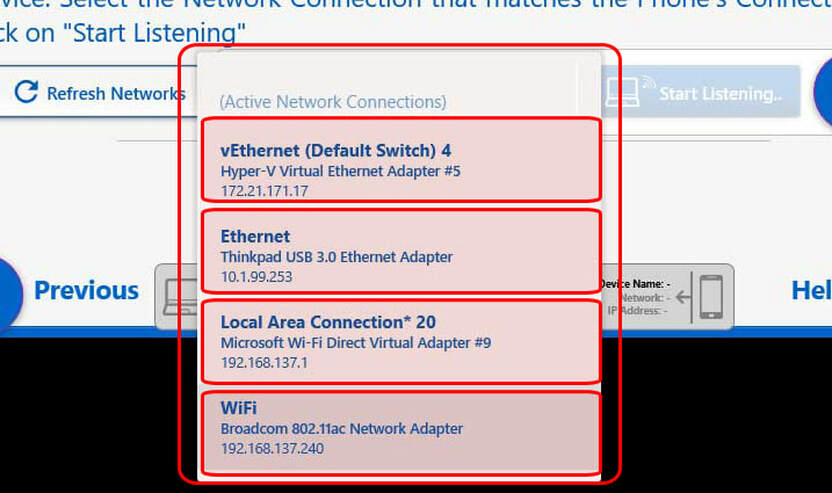 vice. Select the Network Connection that matches the Phone's Connect
ck on "Start Listening"
Refresh Networks
(Active Network Connections)
Start Listening..
vEthernet (Default Switch) 4
Hyper-V Virtual Ethernet Adapter #5
172.21.171.17
Ethernet
Thinkpad USB 3.0 Ethernet Adapter
10.1.99.253
Previous
Device Name: -
Network: -
IP Address: -
Hel
Local Area Connection* 20
Microsoft Wi-Fi Direct Virtual Adapter #9
192.168.137.1
WiFi
Broadcom 802.11ac Network Adapter
192.168.137.240